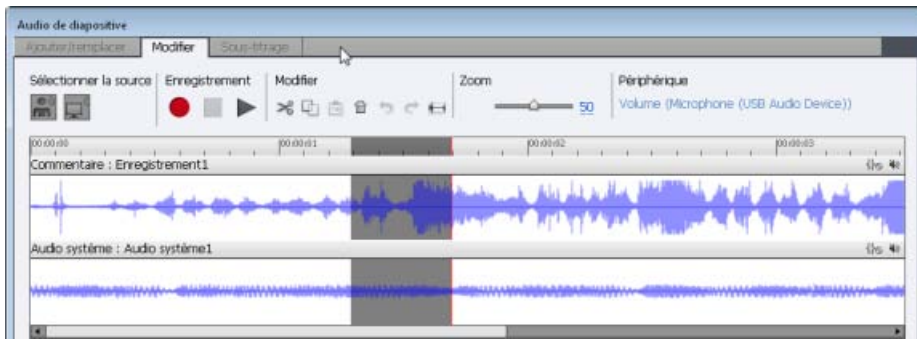 Audio de diapositive
Ajouter/remplacer Modifier Sous-titrage
Sélectionner la source Enregistrement Modifier Zoom Périphérique
50 Volume (Microphone (USB Audio Device))
00:00:00 00:00:01 00:00:02 00:00:03
Commentaire : Enregistrement1
Audio système : Audio système1